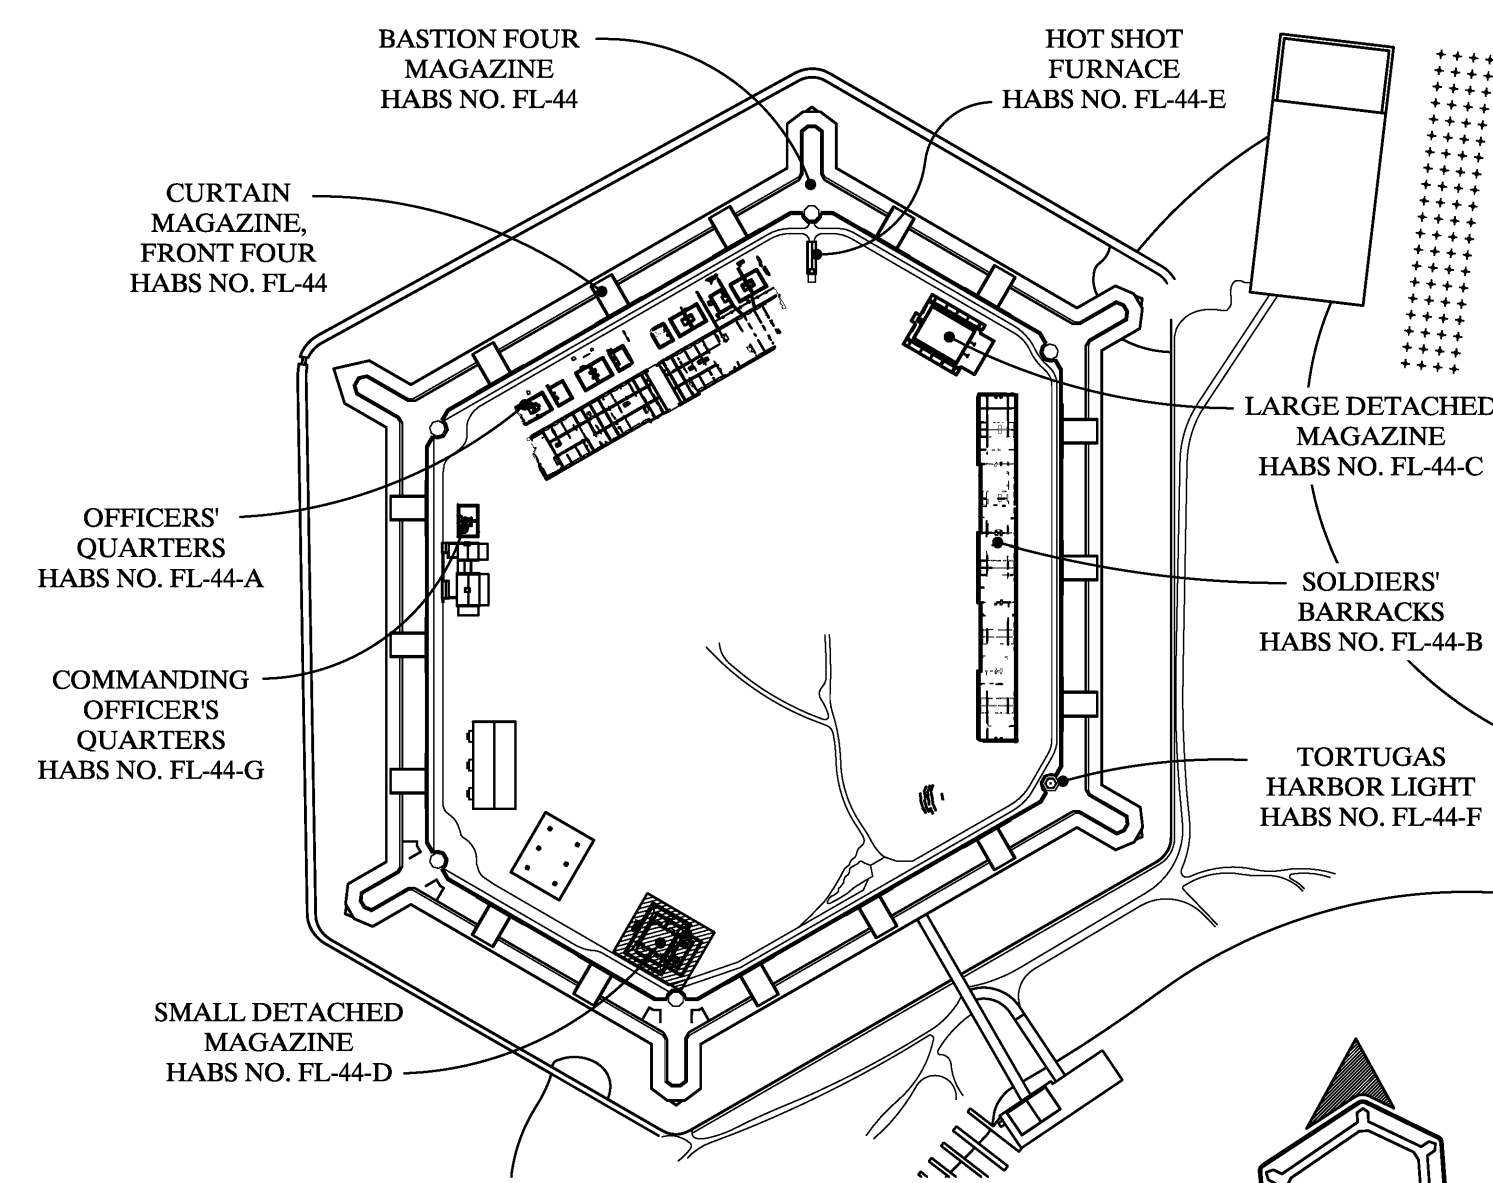 BASTION FOUR
MAGAZINE
HABS NO. FL-44
HOT SHOT
FURNACE
HABS NO. FL-44-E
CURTAIN
MAGAZINE,
FRONT FOUR
HABS NO. FL-44
LARGE DETACHED
MAGAZINE
HABS NO. FL-44-C
OFFICERS'
QUARTERS
HABS NO. FL-44-A
SOLDIERS'
BARRACKS
HABS NO. FL-44-B
COMMANDING
OFFICER'S
QUARTERS
HABS NO. FL-44-G
TORTUGAS
HARBOR LIGHT
HABS NO. FL-44-F
SMALL DETACHED
MAGAZINE
HABS NO. FL-44-D